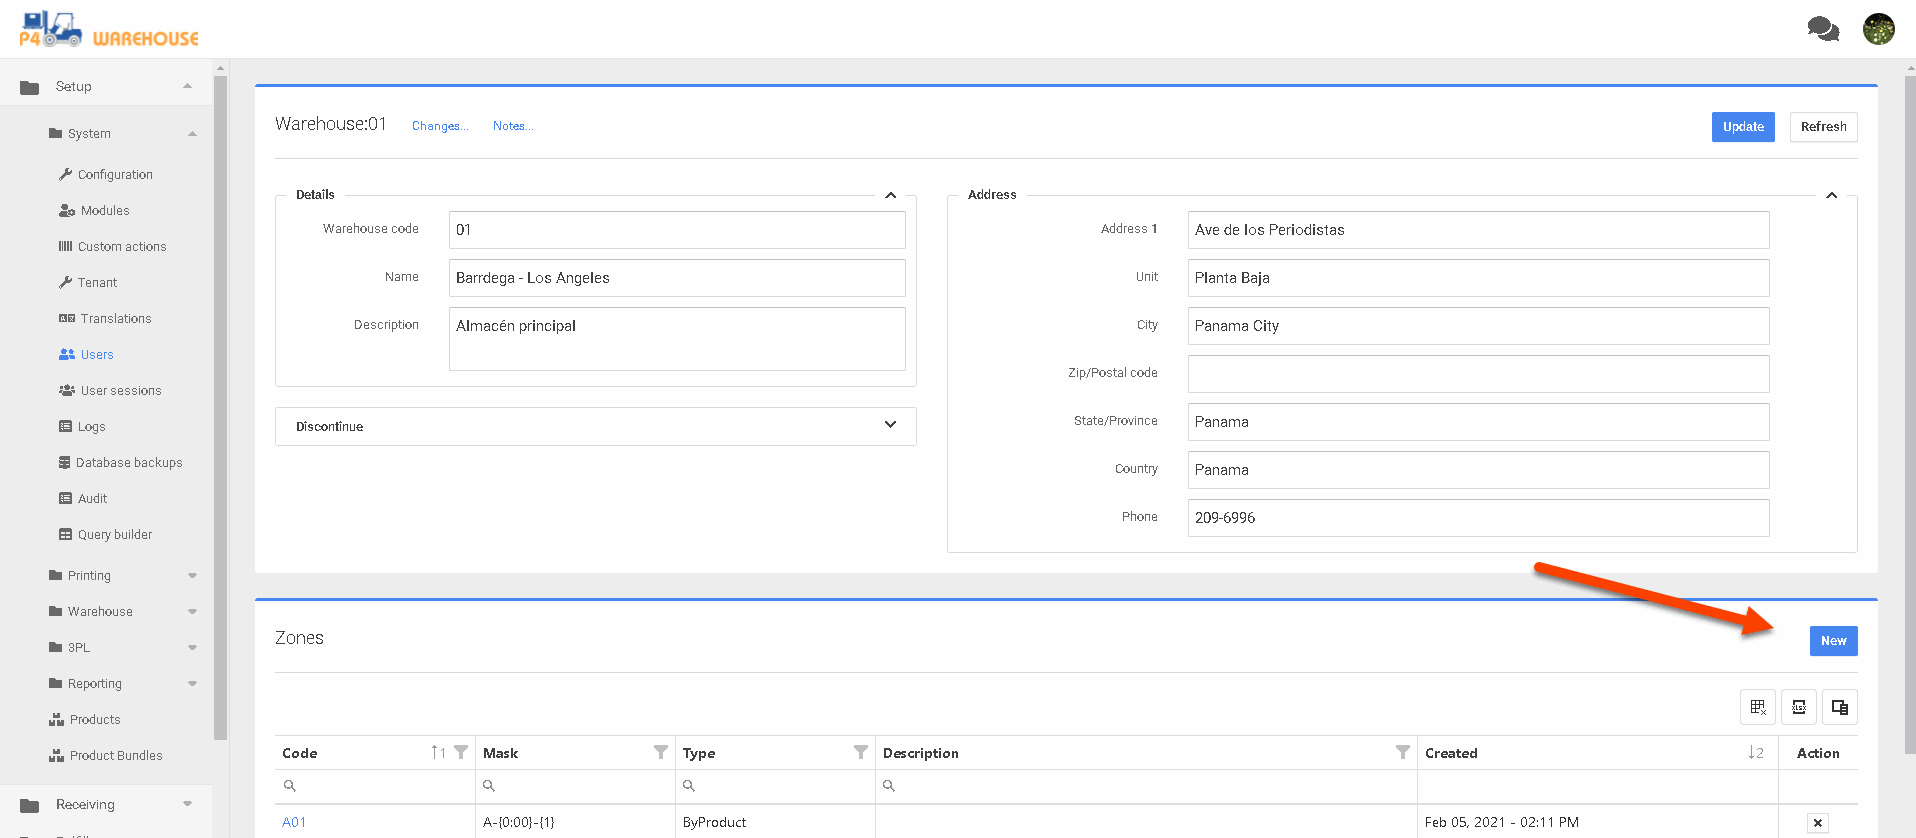 P4 WAREHOUSE
Setup
System
Configuration
Modules
Custom actions
Tenant
Translations
Users
User sessions
Logs
Database backups
Audit
Query builder
Printing
Warehouse
3PL
Reporting
Products
Product Bundles
Receiving
Warehouse:01 Changes... Notes...
Update Refresh
Details
Warehouse code 01
Name Barrdega - Los Angeles
Description Almacén principal
Discontinue
Address
Address 1 Ave de los Periodistas
Unit Planta Baja
City Panama City
Zip/Postal code
State/Province Panama
Country Panama
Phone 209-6996
Zones
New
XLSX
Code 1 Mask Type Description Created 2 Action
A01 A-{0:00}-{1} ByProduct Feb 05, 2021 - 02:11 PM